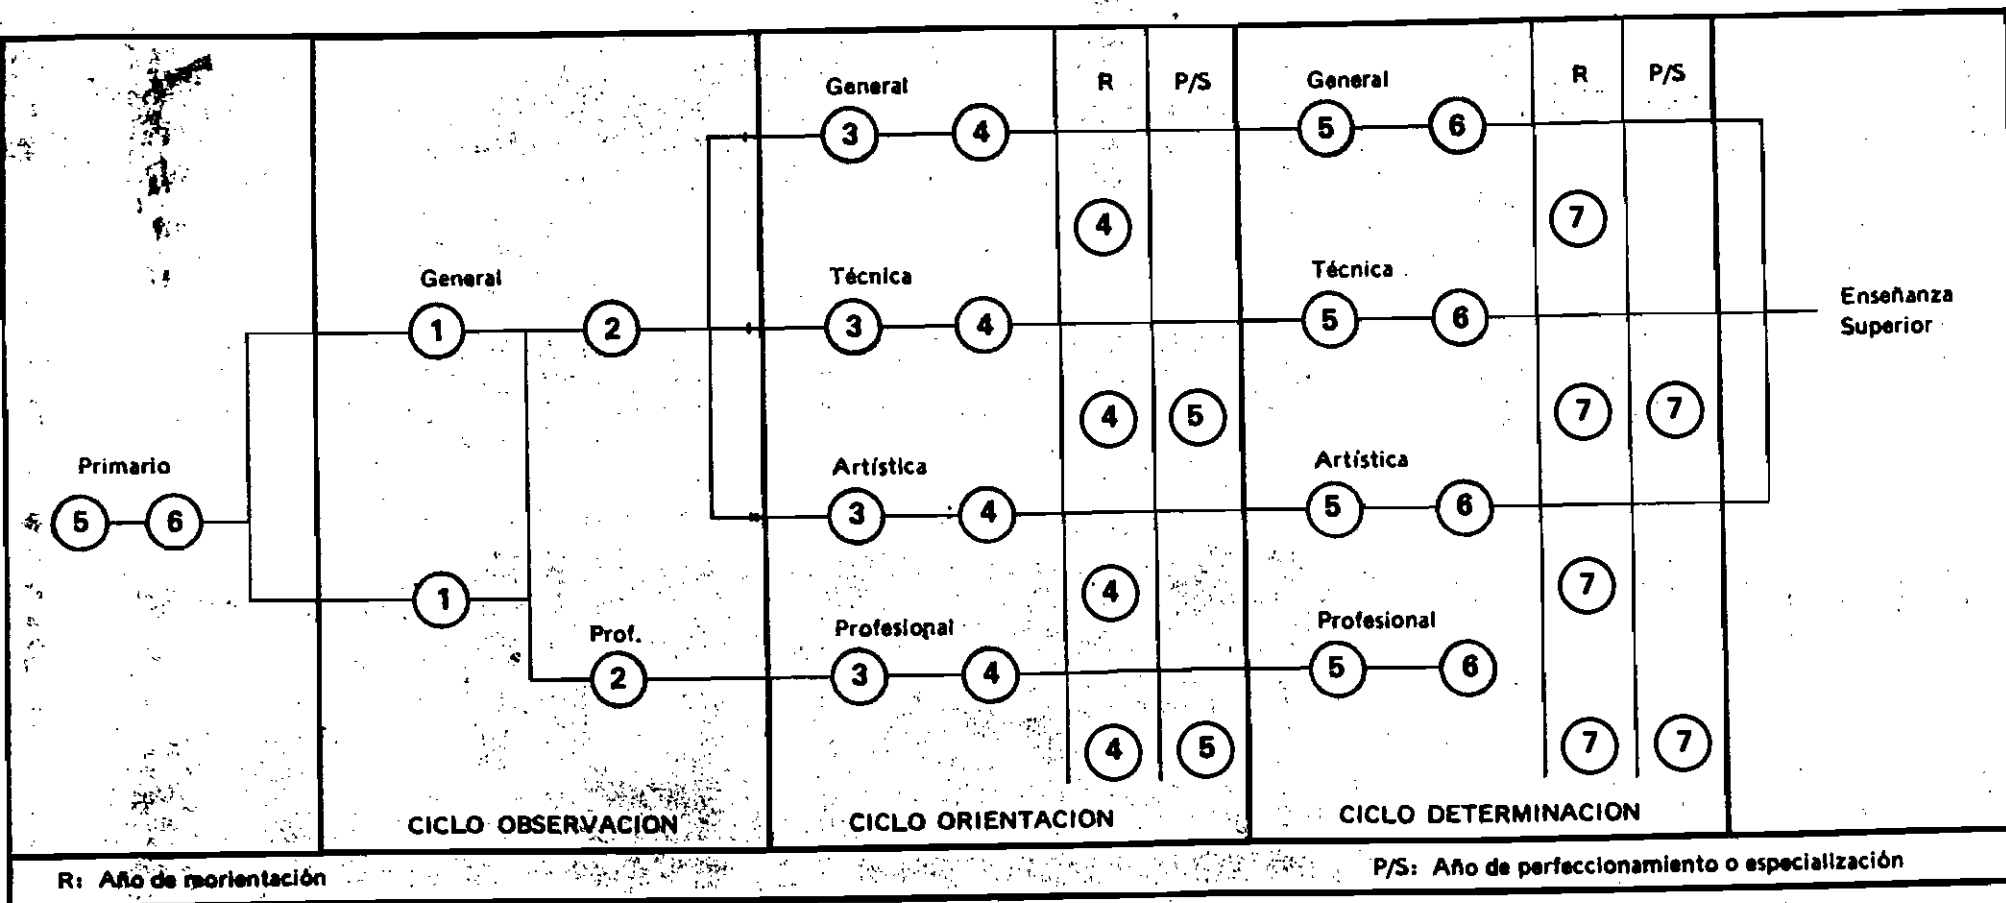 General
R
P/S
General
R
P/S
3
4
5
6
4
7
General
Técnica
Técnica
Enseñanza
Superior
1
2
3
4
5
6
4
5
7
7
Primario
Artística
Artística
5
6
3
4
5
6
1
4
7
Prof.
Profesional
Profesional
2
3
4
5
6
4
5
7
7
CICLO OBSERVACION
CICLO ORIENTACION
CICLO DETERMINACION
R: Año de reorientación
P/S: Año de perfeccionamiento o especialización